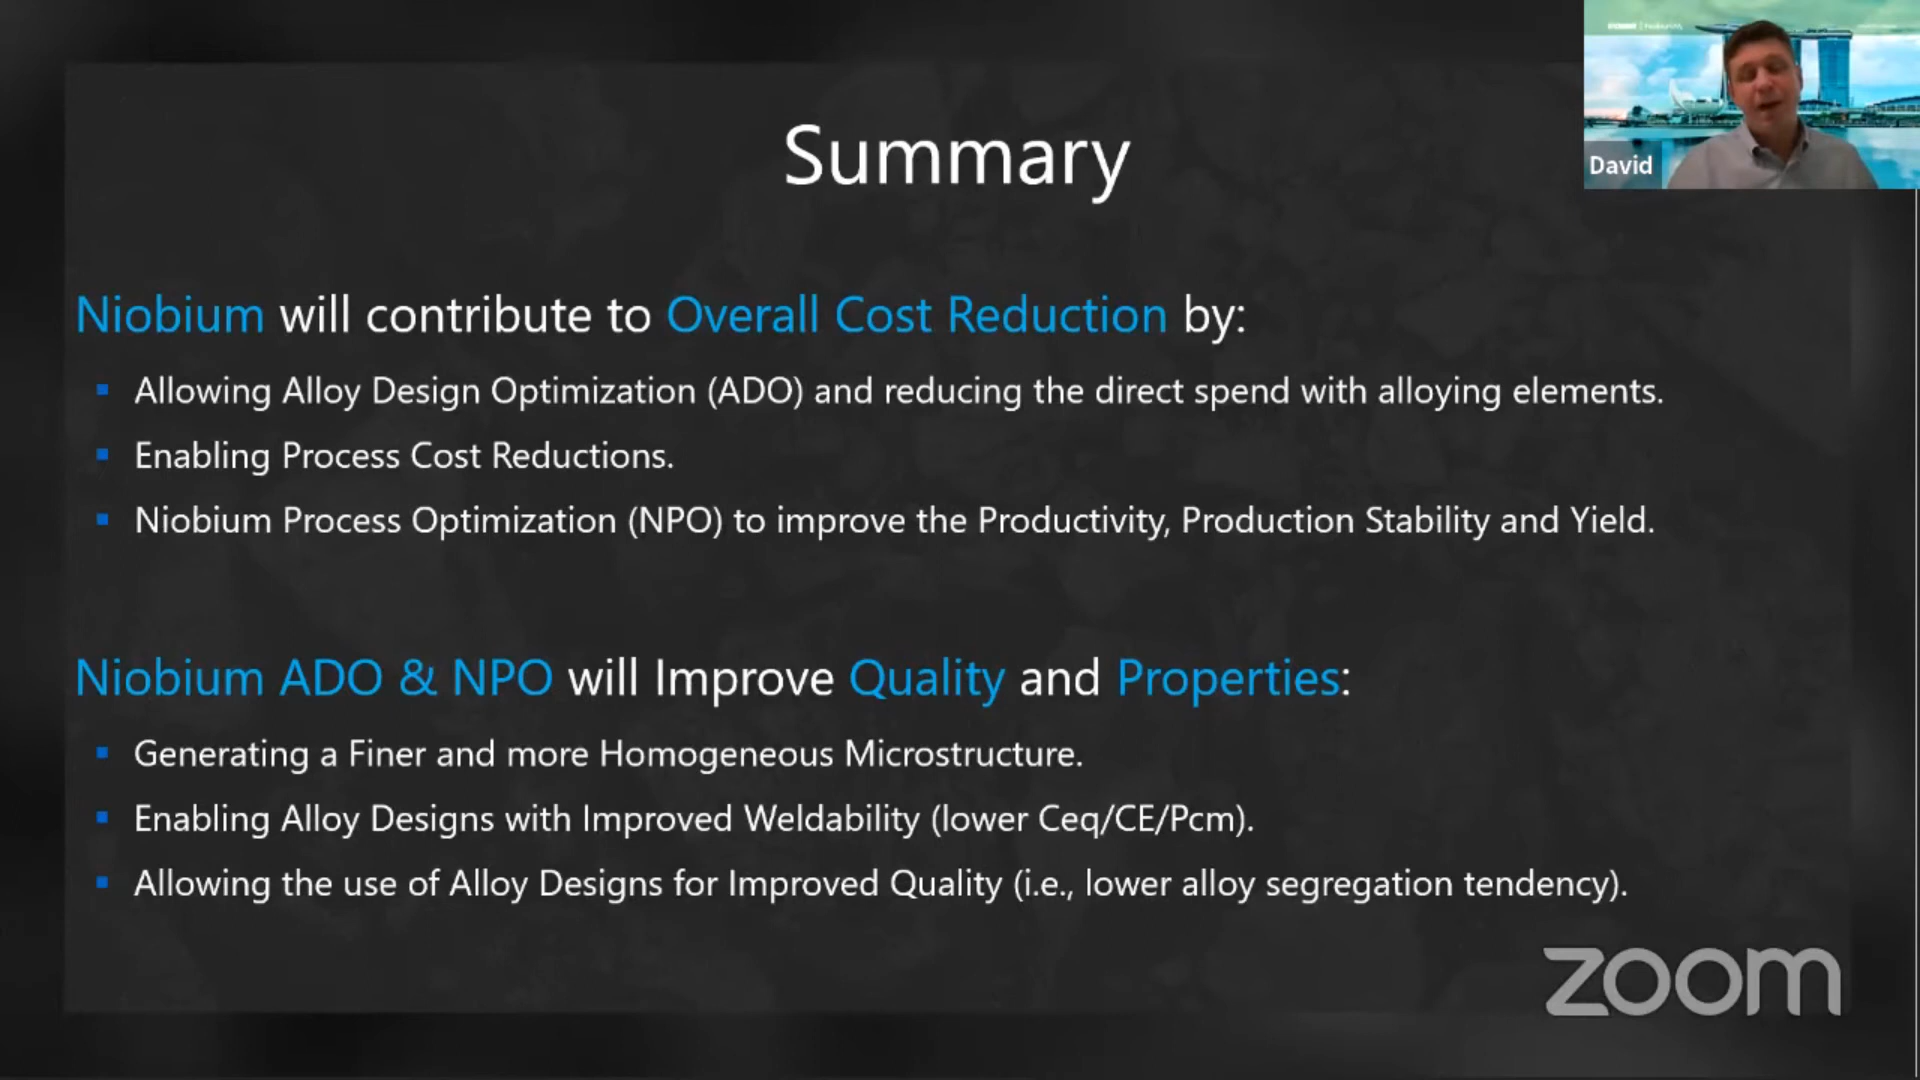 Summary
David
Niobium will contribute to Overall Cost Reduction by:
Allowing Alloy Design Optimization (ADO) and reducing the direct spend with alloying elements.
Enabling Process Cost Reductions.
Niobium Process Optimization (NPO) to improve the Productivity, Production Stability and Yield.
Niobium ADO & NPO will Improve Quality and Properties:
Generating a Finer and more Homogeneous Microstructure.
Enabling Alloy Designs with Improved Weldability (lower Ceq/CE/Pcm).
Allowing the use of Alloy Designs for Improved Quality (i.e., lower alloy segregation tendency).
zoom